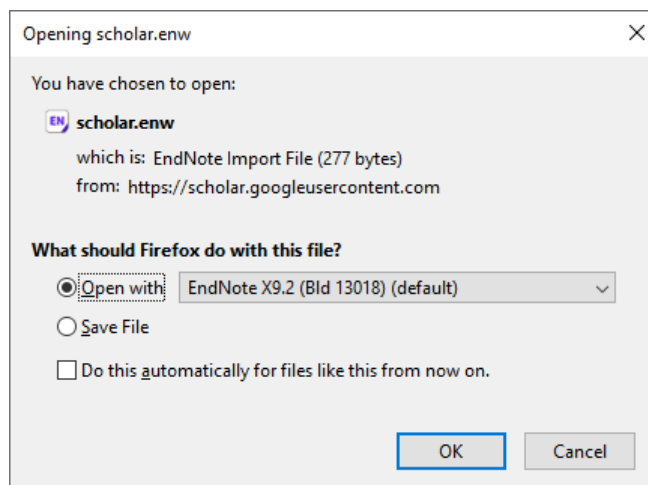 Opening scholar.enw
You have chosen to open:
EN
scholar.enw
which is: EndNote Import File (277 bytes)
from: https://scholar.googleusercontent.com
What should Firefox do with this file?
Open with
EndNote X9.2 (Bld 13018) (default)
Save File
Do this automatically for files like this from now on.
OK
Cancel